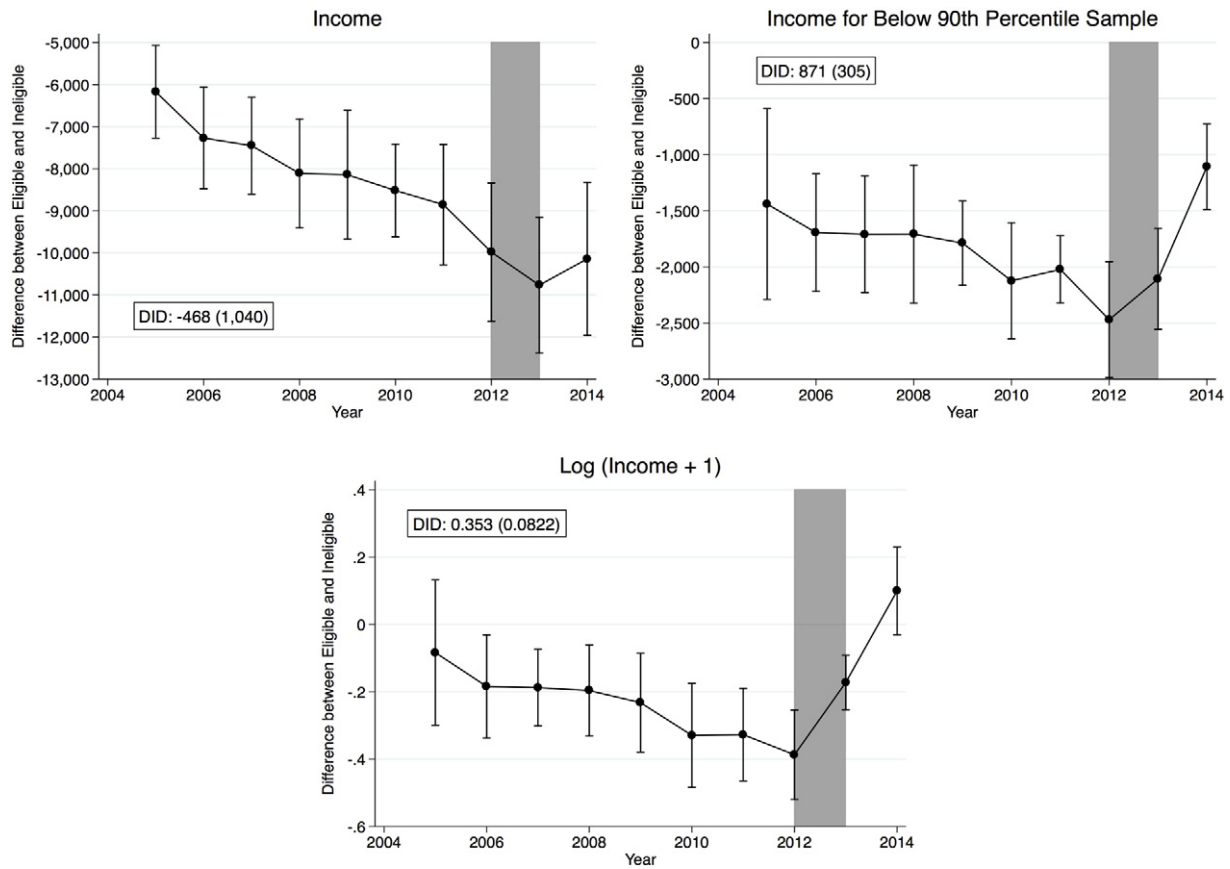 Income
-5,000
-6,000
-7,000
-8,000
-9,000
-10,000
-11,000
-12,000
-13,000
Difference between Eligible and Ineligible
DID: -468 (1,040)
2004 2006 2008 2010 2012 2014
Year
Income for Below 90th Percentile Sample
0
-500
-1,000
-1,500
-2,000
-2,500
-3,000
Difference between Eligible and Ineligible
DID: 871 (305)
2004 2006 2008 2010 2012 2014
Year
Log (Income + 1)
.4
.2
0
-.2
-.4
-.6
Difference between Eligible and Ineligible
DID: 0.353 (0.0822)
2004 2006 2008 2010 2012 2014
Year